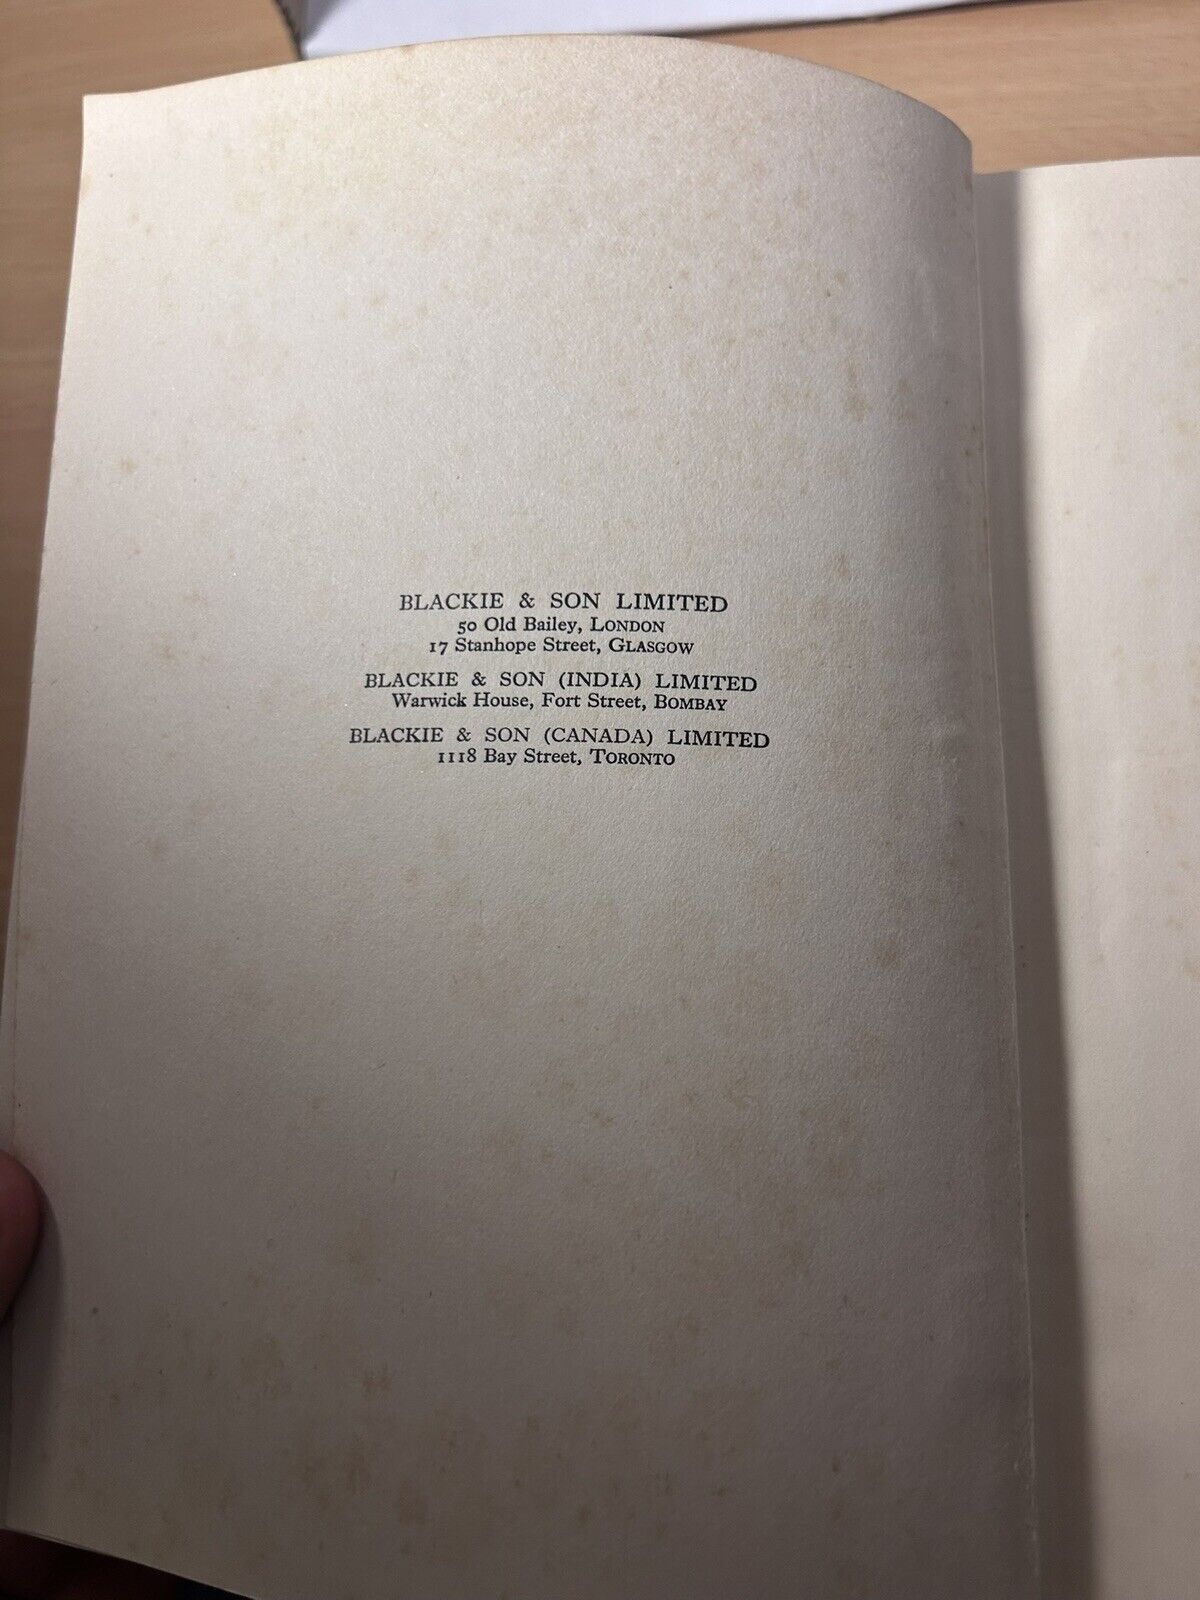 BLACKIE & SON LIMITED
50 Old Bailey, LONDON
17 Stanhope Street, GLASGOW
BLACKIE & SON (INDIA) LIMITED
Warwick House, Fort Street, BOMBAY
BLACKIE & SON (CANADA) LIMITED
1118 Bay Street, TORONTO